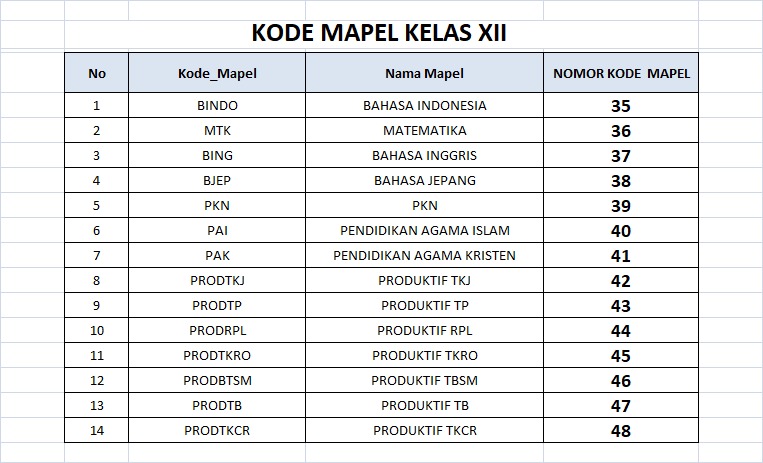 KODE MAPEL KELAS XII
No Kode_Mapel Nama Mapel NOMOR KODE MAPEL
1 BINDO BAHASA INDONESIA 35
2 MTK MATEMATIKA 36
3 BING BAHASA INGGRIS 37
4 BJEP BAHASA JEPANG 38
5 PKN PKN 39
6 PAI PENDIDIKAN AGAMA ISLAM 40
7 PAK PENDIDIKAN AGAMA KRISTEN 41
8 PRODTKJ PRODUKTIF TKJ 42
9 PRODTP PRODUKTIF TP 43
10 PRODRPL PRODUKTIF RPL 44
11 PRODTKRO PRODUKTIF TKRO 45
12 PRODBTSM PRODUKTIF TBSM 46
13 PRODTB PRODUKTIF TB 47
14 PRODTKCR PRODUKTIF TKCR 48